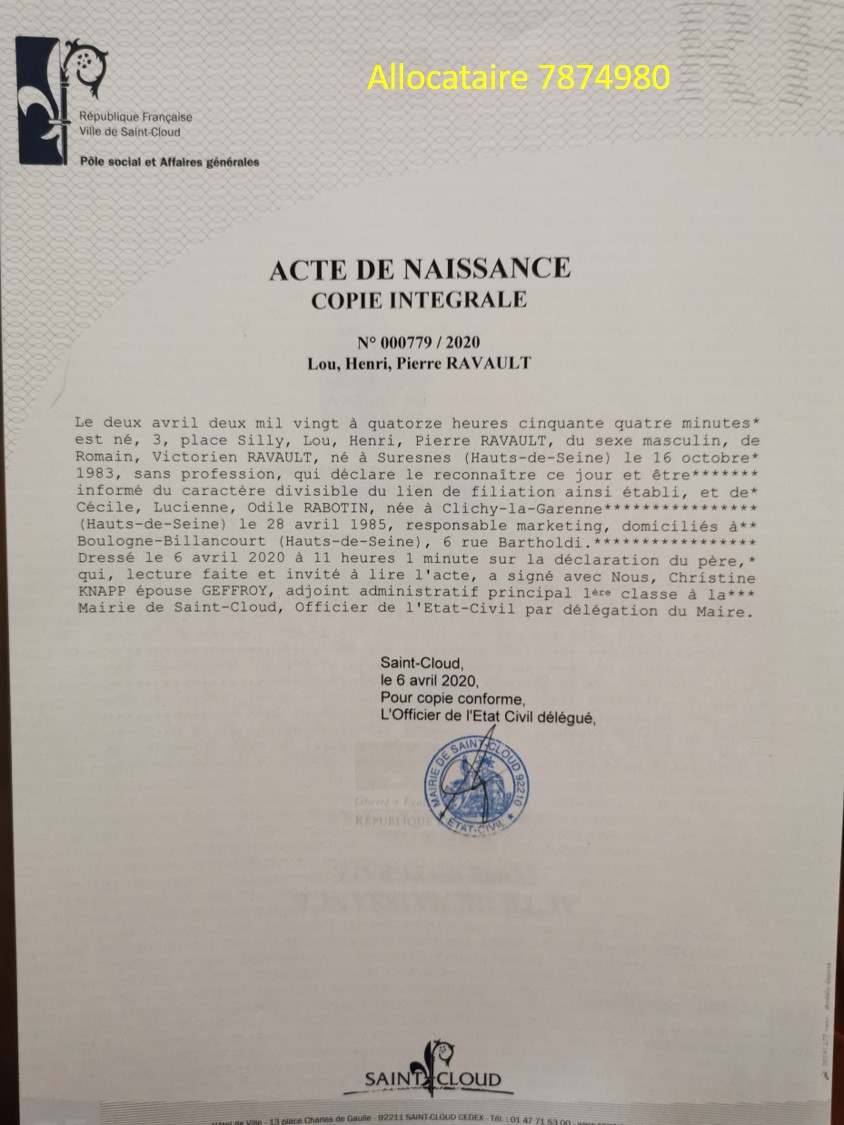 Allocataire 7874980
République Française
Ville de Saint-Cloud
Pôle social et Affaires générales
ACTE DE NAISSANCE
COPIE INTEGRALE
N° 000779 / 2020
Lou, Henri, Pierre RAVAULT
Le deux avril deux mil vingt à quatorze heures cinquante quatre minutes*
est né, 3, place Silly, Lou, Henri, Pierre RAVAULT, du sexe masculin, de
Romain, Victorien RAVAULT, né à Suresnes (Hauts-de-Seine) le 16 octobre*
1983, sans profession, qui déclare le reconnaître ce jour et être*******
informé du caractère divisible du lien de filiation ainsi établi, et de*
Cécile, Lucienne, Odile RABOTIN, née à Clichy-la-Garenne****************
(Hauts-de-Seine) le 28 avril 1985, responsable marketing, domiciliés à**
Boulogne-Billancourt (Hauts-de-Seine), 6 rue Bartholdi.*****************
Dressé le 6 avril 2020 à 11 heures 1 minute sur la déclaration du père,*
qui, lecture faite et invité à lire l'acte, a signé avec Nous, Christine
KNAPP épouse GEFFROY, adjoint administratif principal 1ère classe à la***
Mairie de Saint-Cloud, Officier de l'Etat-Civil par délégation du Maire.
Saint-Cloud,
le 6 avril 2020,
Pour copie conforme,
L'Officier de l'Etat Civil délégué,
MAIRIE DE SAINT-CLOUD 92210
★ ETAT-CIVIL ★
RÉPUBLIQUE
SAINT CLOUD
Hôtel de Ville - 13 place Charles de Gaulle - 92211 SAINT-CLOUD CEDEX - Tél. : 01 47 71 53 00